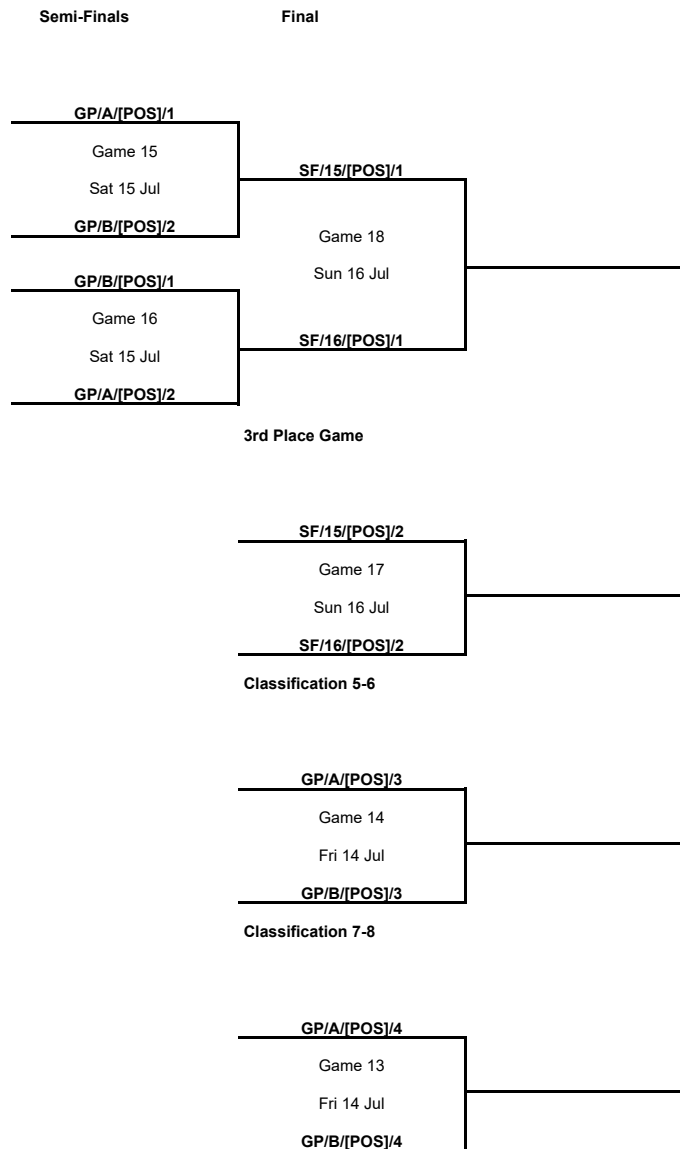 Semi-Finals
Final
GP/A/[POS]/1
Game 15
Sat 15 Jul
GP/B/[POS]/2
GP/B/[POS]/1
Game 16
Sat 15 Jul
GP/A/[POS]/2
SF/15/[POS]/1
Game 18
Sun 16 Jul
SF/16/[POS]/1
3rd Place Game
SF/15/[POS]/2
Game 17
Sun 16 Jul
SF/16/[POS]/2
Classification 5-6
GP/A/[POS]/3
Game 14
Fri 14 Jul
GP/B/[POS]/3
Classification 7-8
GP/A/[POS]/4
Game 13
Fri 14 Jul
GP/B/[POS]/4